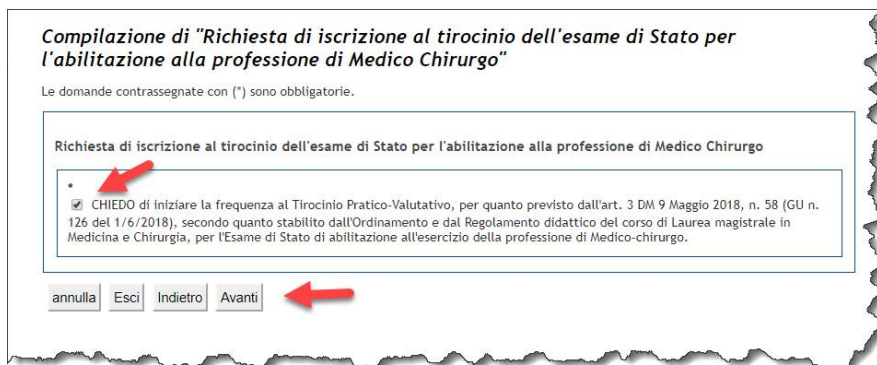 Compilazione di "Richiesta di iscrizione al tirocinio dell'esame di Stato per
l'abilitazione alla professione di Medico Chirurgo"
Le domande contrassegnate con (*) sono obbligatorie.
Richiesta di iscrizione al tirocinio dell'esame di Stato per l'abilitazione alla professione di Medico Chirurgo
*
CHIEDO di iniziare la frequenza al Tirocinio Pratico-Valutativo, per quanto previsto dall'art. 3 DM 9 Maggio 2018, n. 58 (GU n.
126 del 1/6/2018), secondo quanto stabilito dall'Ordinamento e dal Regolamento didattico del corso di Laurea magistrale in
Medicina e Chirurgia, per l'Esame di Stato di abilitazione all'esercizio della professione di Medico-chirurgo.
annulla Esci Indietro Avanti